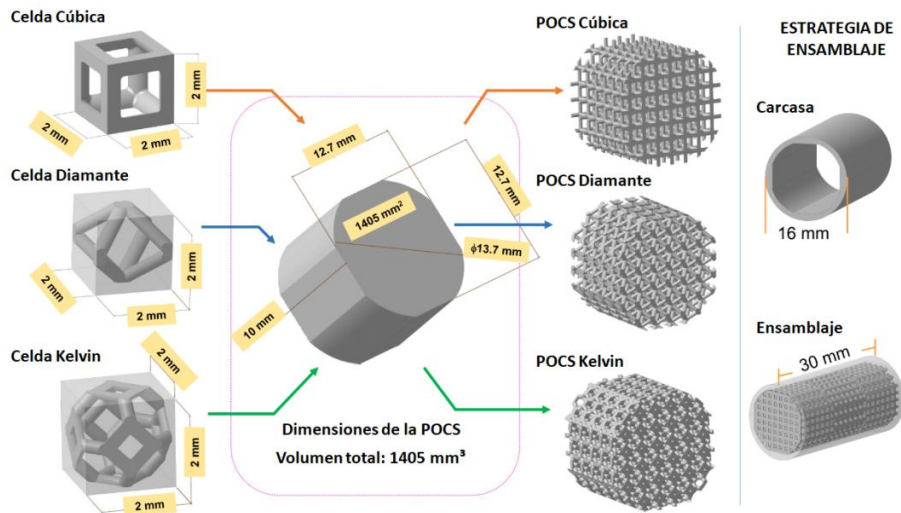 Celda Cúbica
2 mm
2 mm
2 mm
Celda Diamante
2 mm
2 mm
2 mm
Celda Kelvin
2 mm
2 mm
2 mm
12.7 mm
12.7 mm
1405 mm²
ϕ13.7 mm
10 mm
Dimensiones de la POCS
Volumen total: 1405 mm³
POCS Cúbica
POCS Diamante
POCS Kelvin
ESTRATEGIA DE
ENSAMBLAJE
Carcasa
16 mm
Ensamblaje
30 mm